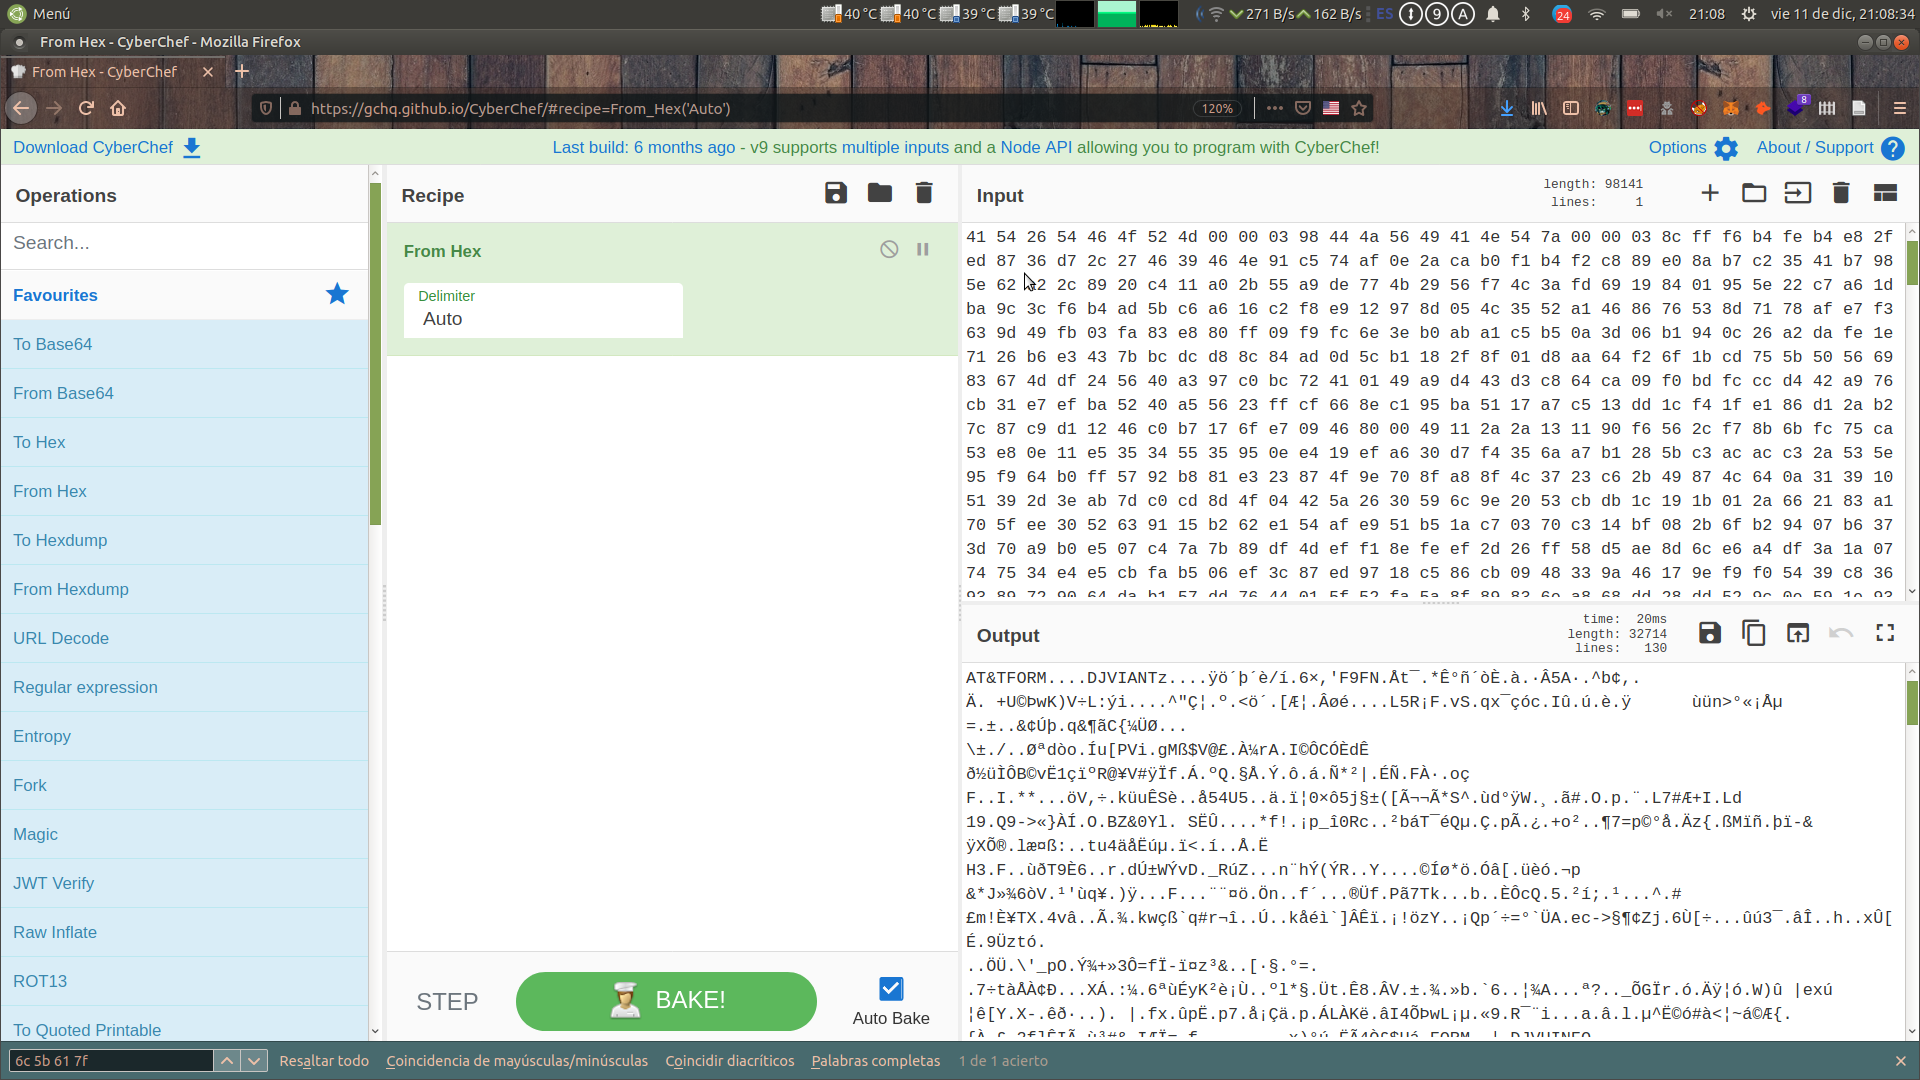 Menú
40 °C 40 °C 39 °C 39 °C
271 B/s 162 B/s
ES
9 A
24
21:08
vie 11 de dic, 21:08:34
From Hex - CyberChef - Mozilla Firefox
From Hex - CyberChef
https://gchq.github.io/CyberChef/#recipe=From_Hex('Auto')
120%
8
Download CyberChef
Last build: 6 months ago - v9 supports multiple inputs and a Node API allowing you to program with CyberChef!
Options
About / Support
Operations
Search...
Favourites
To Base64
From Base64
To Hex
From Hex
To Hexdump
From Hexdump
URL Decode
Regular expression
Entropy
Fork
Magic
JWT Verify
Raw Inflate
ROT13
To Quoted Printable
Recipe
From Hex
Delimiter
Auto
STEP
BAKE!
Auto Bake
Input
length: 98141
lines: 1
41 54 26 54 46 4f 52 4d 00 00 03 98 44 4a 56 49 41 4e 54 7a 00 00 03 8c ff f6 b4 fe b4 e8 2f
ed 87 36 d7 2c 27 46 39 46 4e 91 c5 74 af 0e 2a ca b0 f1 b4 f2 c8 89 e0 8a b7 c2 35 41 b7 98
5e 62 2c 89 20 c4 11 a0 2b 55 a9 de 77 4b 29 56 f7 4c 3a fd 69 19 84 01 95 5e 22 c7 a6 1d
ba 9c 3c f6 b4 ad 5b c6 a6 16 c2 f8 e9 12 97 8d 05 4c 35 52 a1 46 86 76 53 8d 71 78 af e7 f3
63 9d 49 fb 03 fa 83 e8 80 ff 09 f9 fc 6e 3e b0 ab a1 c5 b5 0a 3d 06 b1 94 0c 26 a2 da fe 1e
71 26 b6 e3 43 7b bc dc d8 8c 84 ad 0d 5c b1 18 2f 8f 01 d8 aa 64 f2 6f 1b cd 75 5b 50 56 69
83 67 4d df 24 56 40 a3 97 c0 bc 72 41 01 49 a9 d4 43 d3 c8 64 ca 09 f0 bd fc cc d4 42 a9 76
cb 31 e7 ef ba 52 40 a5 56 23 ff cf 66 8e c1 95 ba 51 17 a7 c5 13 dd 1c f4 1f e1 86 d1 2a b2
7c 87 c9 d1 12 46 c0 b7 17 6f e7 09 46 80 00 49 11 2a 2a 13 11 90 f6 56 2c f7 8b 6b fc 75 ca
53 e8 0e 11 e5 35 34 55 35 95 0e e4 19 ef a6 30 d7 f4 35 6a a7 b1 28 5b c3 ac ac c3 2a 53 5e
95 f9 64 b0 ff 57 92 b8 81 e3 23 87 4f 9e 70 8f a8 8f 4c 37 23 c6 2b 49 87 4c 64 0a 31 39 10
51 39 2d 3e ab 7d c0 cd 8d 4f 04 42 5a 26 30 59 6c 9e 20 53 cb db 1c 19 1b 01 2a 66 21 83 a1
70 5f ee 30 52 63 91 15 b2 62 e1 54 af e9 51 b5 1a c7 03 70 c3 14 bf 08 2b 6f b2 94 07 b6 37
3d 70 a9 b0 e5 07 c4 7a 7b 89 df 4d ef f1 8e fe ef 2d 26 ff 58 d5 ae 8d 6c e6 a4 df 3a 1a 07
74 75 34 e4 e5 cb fa b5 06 ef 3c 87 ed 97 18 c5 86 cb 09 48 33 9a 46 17 9e f9 f0 54 39 c8 36
Output
time: 20ms
length: 32714
lines: 130
AT&TFORM....DJVIANTz....ÿö´þ´è/í.6×,'F9FN.Åt¯.*Ê°ñ´òÈ.à.·Â5A·.^b¢,.
Ä. +U©ÞwK)V÷L:ýi....^"Ç¦.º.<ö´.­[Æ¦.Âøé....L5R¡F.vS.qx¯çóc.Iû.ú.è.ÿ	ùün>°«¡Åµ
=.±..&¢Úþ.q&¶ãC{¼ÜØ...
\±./..Øªdòo.Íu[PVi.gMß$V@£.À¼rA.I©ÔCÓÈdÊ
ð½üÌÔB©vË1çïºR@¥V#ÿÏf.Á.ºQ.§Å.Ý.ô.á.Ñ*²|.ÉÑ.FÀ·.oç
F..I.**...öV,÷.küuÊSè..å54U5..ä.ï¦0×ô5j§±([Ã¬¬Ã*S^.ùd°ÿW.¸.ã#.O.p.¨.L7#Æ+I.Ld
19.Q9->«}ÀÍ.O.BZ&0Yl. SËÛ....*f!.¡p_î0Rc..²báT¯éQµ.Ç.pÃ.¿.+o²..¶7=p©°å.Äz{.ßMïñ.þï-&
ÿXÕ®.læ¤ß:..tu4äåËúµ.ï<.í..Å.Ë
H3.F..ùðT9È6..r.dÚ±WÝvD._RúZ...n¨hÝ(ÝR..Y....©Íø*ö.Óâ[.üèó.¬p
&*J»¾6òV.¹'ùq¥.)ÿ...F...¨¨¤ö.Ön..f´...®Üf.Pã7Tk...b..ÈÔcQ.5.²í;.¹...^.#
£m!È¥TX.4vâ..Ã.¾.kwçß`q#r¬î..Ú..kåéì`]ÂÊï.¡!özY..¡Qp´÷=°`ÜA.ec->§¶¢Zj.6Ù[÷...ûú3¯.âÎ..h..xÛ[
É.9Üztó.
..ÖÜ.\'_pO.Ý¾+»3Ô=fÏ-ï¤z³&..[·§.°=.
.7÷tàÅÀ¢Ð...XÁ.:¼.6ªùÉyK²è¡Ù..ºl*§.Üt.Ê8.ÂV.±.¾.»b.`6..¦¾A...ª?.._ÕGÏr.ó.Äÿ¦ó.W)û |exú
¦ê[Y.X-.êð·..). |.fx.ûpË.p7.å¡Çä.p.ÁLÀKë.âI4ÕÞwL¡µ.«9.R¯¨i...a.â.l.µ^Ë©ó#à<¦~á©Æ{.
6c 5b 61 7f
Resaltar todo
Coincidencia de mayúsculas/minúsculas
Coincidir diacríticos
Palabras completas
1 de 1 acierto